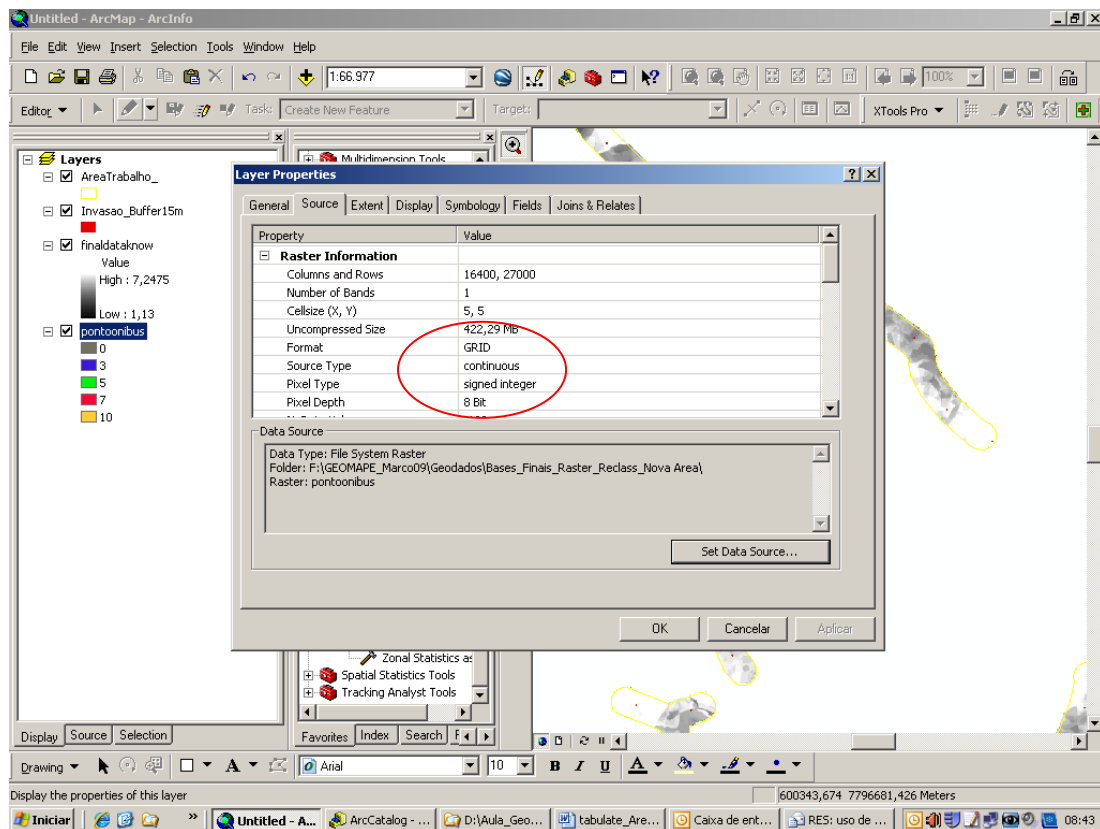 Untitled - ArcMap - ArcInfo
File Edit View Insert Selection Tools Window Help
1:66.977
100%
Editor
Task:
Create New Feature
Target:
XTools Pro
Layers
AreaTrabalho_
Invasao_Buffer15m
finaldataknow
Value
High : 7,2475
Low : 1,13
pontoonibus
0
3
5
7
10
Multidimension Tools
Layer Properties
General Source Extent Display Symbology Fields Joins & Relates
Property Value
Raster Information
Columns and Rows 16400, 27000
Number of Bands 1
Cellsize (X, Y) 5, 5
Uncompressed Size 422,29 MB
Format GRID
Source Type continuous
Pixel Type signed integer
Pixel Depth 8 Bit
Data Source
Data Type: File System Raster
Folder: F:\GEOMAPE_Marco09\Geodados\Bases_Finais_Raster_Reclass_Nova Area\
Raster: pontoonibus
Set Data Source...
OK Cancelar Aplicar
Zonal Statistics as
Spatial Statistics Tools
Tracking Analyst Tools
Display Source Selection
Favorites Index Search
Drawing
A
Arial
10
B I U A
Display the properties of this layer
600343,674 7796681,426 Meters
Iniciar
»
Untitled - A...
ArcCatalog - ...
D:\Aula_Geo...
tabulate_Are...
Caixa de ent...
RES: uso de ...
08:43